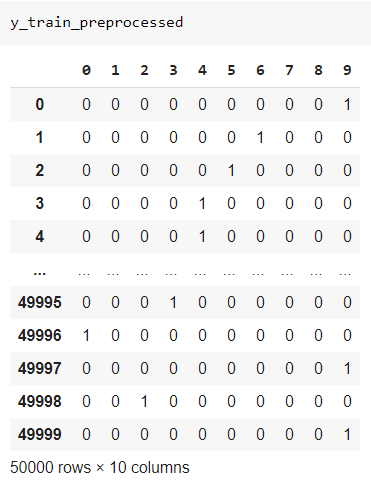 y_train_preprocessed
0 1 2 3 4 5 6 7 8 9
0 0 0 0 0 0 0 0 0 0 1
1 0 0 0 0 0 0 1 0 0 0
2 0 0 0 0 0 1 0 0 0 0
3 0 0 0 0 1 0 0 0 0 0
4 0 0 0 0 1 0 0 0 0 0
... ... ... ... ... ... ... ... ... ... ...
49995 0 0 0 1 0 0 0 0 0 0
49996 1 0 0 0 0 0 0 0 0 0
49997 0 0 0 0 0 0 0 0 0 1
49998 0 0 1 0 0 0 0 0 0 0
49999 0 0 0 0 0 0 0 0 0 1
50000 rows × 10 columns